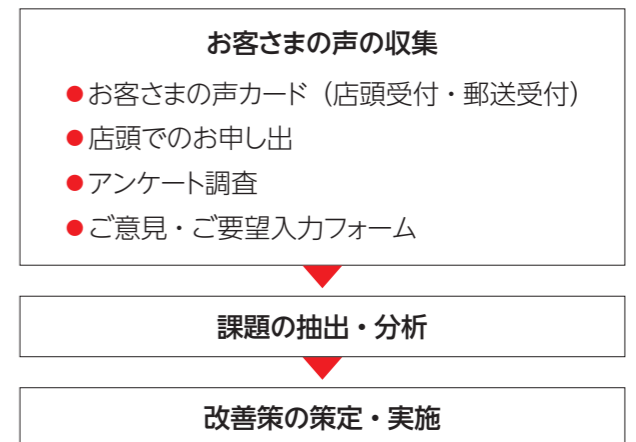 お客さまの声の収集
●お客さまの声カード（店頭受付・郵送受付）
●店頭でのお申し出
●アンケート調査
●ご意見・ご要望入力フォーム
課題の抽出・分析
改善策の策定・実施